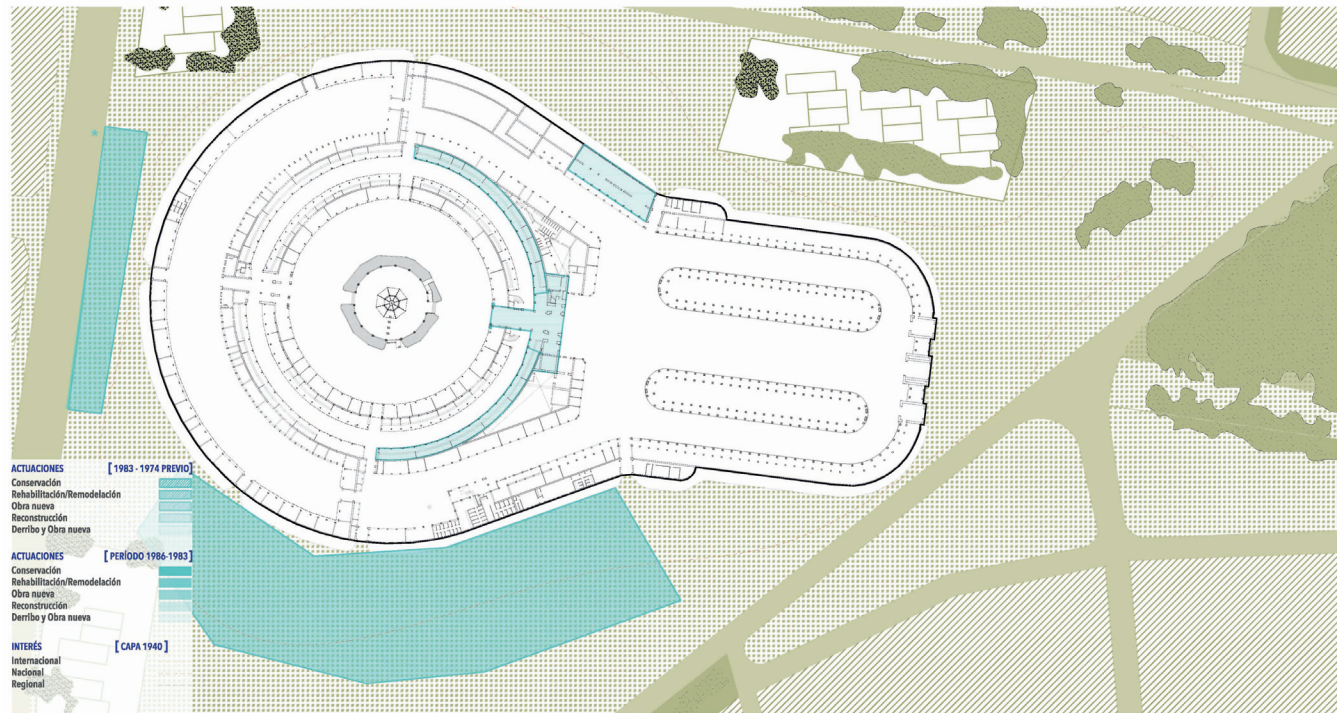 *
ACTUACIONES [ 1983 - 1974 PREVIO]
Conservación
Rehabilitación/Remodelación
Obra nueva
Reconstrucción
Derribo y Obra nueva
ACTUACIONES [ PERÍODO 1986-1983]
Conservación
Rehabilitación/Remodelación
Obra nueva
Reconstrucción
Derribo y Obra nueva
INTERÉS [ CAPA 1940 ]
Internacional
Nacional
Regional